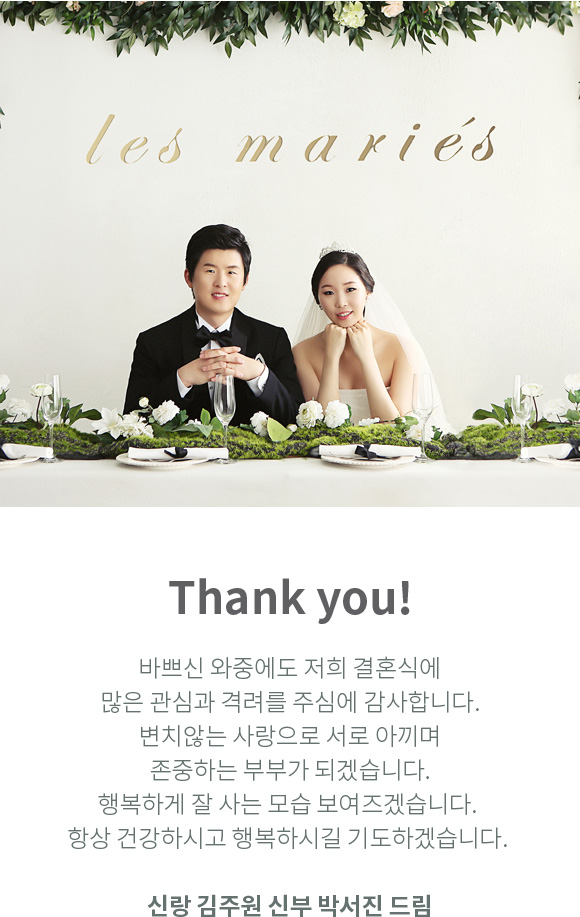 les mariés
Thank you!
바쁘신 와중에도 저희 결혼식에
많은 관심과 격려를 주심에 감사합니다.
변치않는 사랑으로 서로 아끼며
존중하는 부부가 되겠습니다.
행복하게 잘 사는 모습 보여즈겠습니다.
항상 건강하시고 행복하시길 기도하겠습니다.
신랑 김주원 신부 박서진 드림